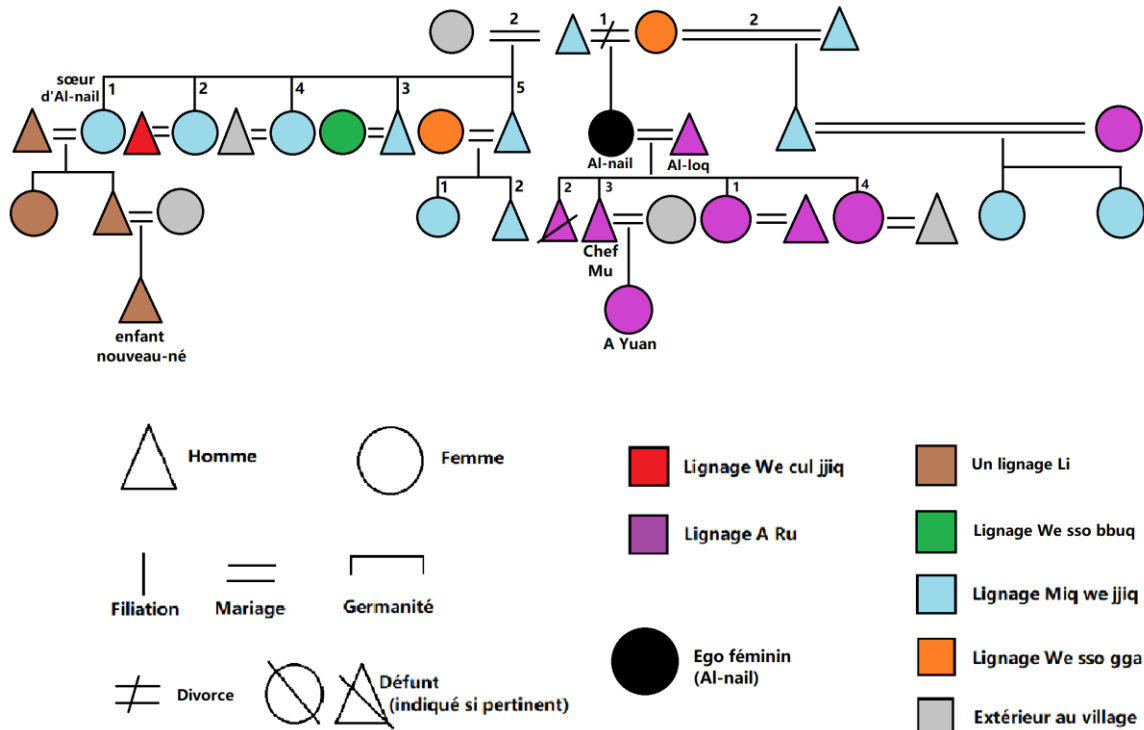 2
1
2
sœur
d'Al-nail
1
2
4
3
5
Al-nail
Al-loq
1
2
2
3
1
4
Chef
Mu
enfant
nouveau-né
A Yuan
Homme
Femme
Lignage We cul jjiq
Un lignage Li
Lignage A Ru
Lignage We sso bbuq
Filiation
Mariage
Germanité
Lignage Miq we jjiq
Ego féminin
(Al-nail)
Lignage We sso gga
Divorce
Défunt
(indiqué si pertinent)
Extérieur au village